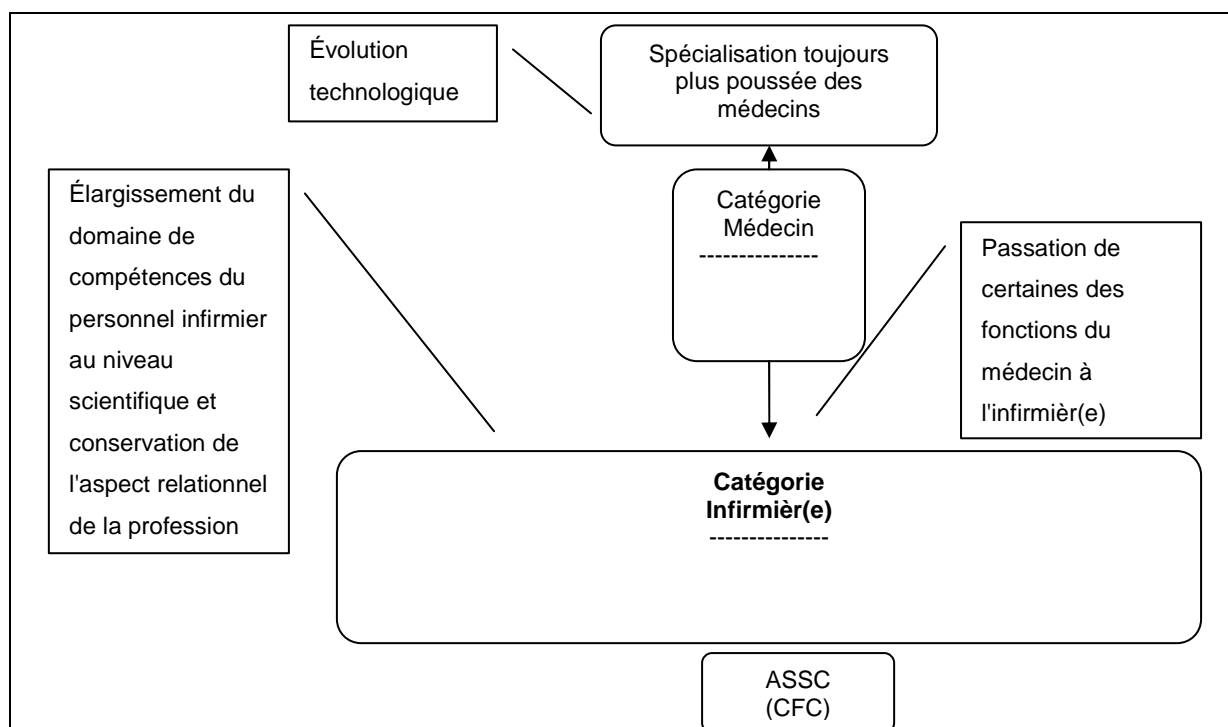 Évolution
technologique
Spécialisation toujours
plus poussée des
médecins
Élargissement du
domaine de
compétences du
personnel infirmier
au niveau
scientifique et
conservation de
l'aspect relationnel
de la profession
Catégorie
Médecin
---------------
Passation de
certaines des
fonctions du
médecin à
l'infirmièr(e)
Catégorie
Infirmièr(e)
---------------
ASSC
(CFC)